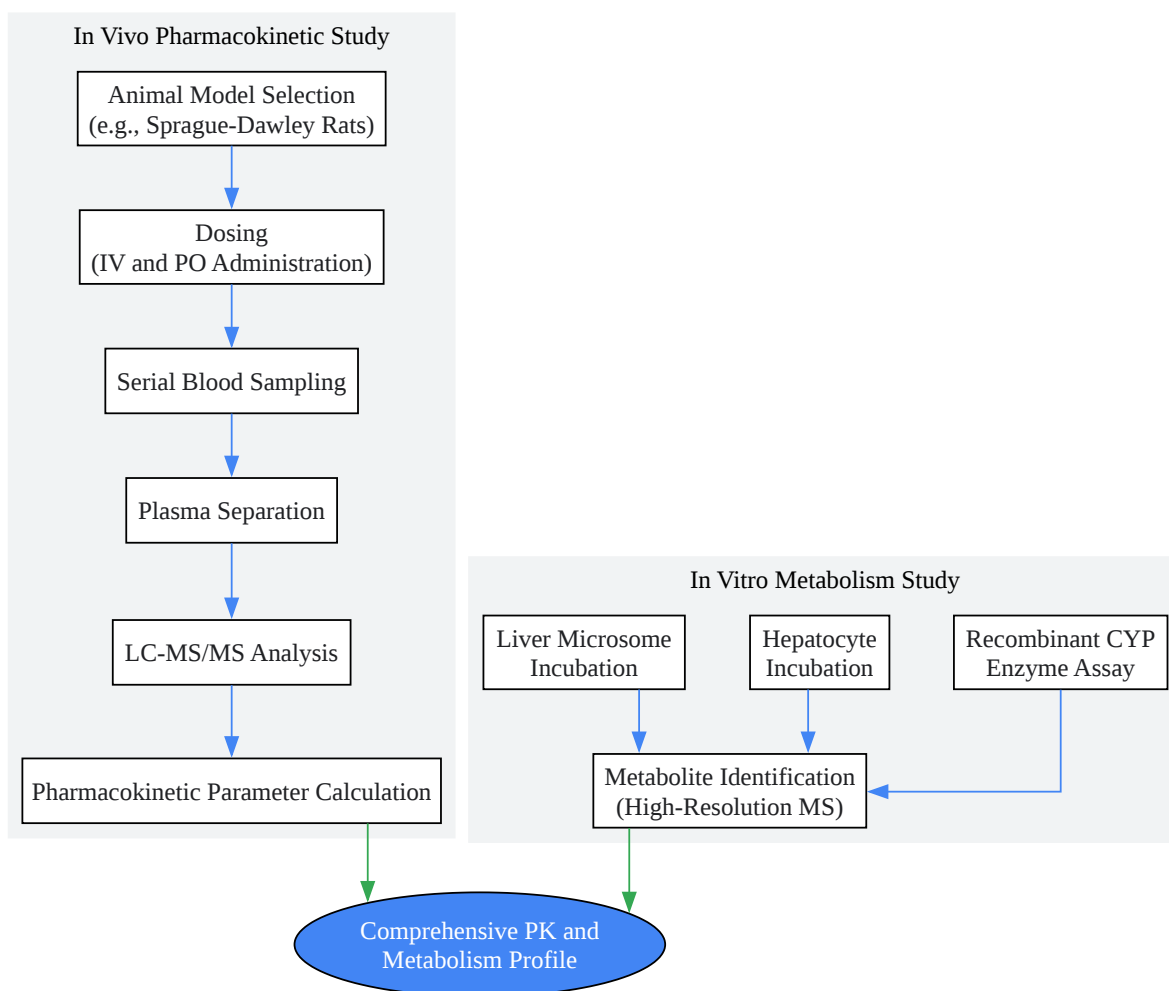 In Vivo Pharmacokinetic Study
Animal Model Selection
(e.g., Sprague-Dawley Rats)
Dosing
(IV and PO Administration)
Serial Blood Sampling
Plasma Separation
LC-MS/MS Analysis
Pharmacokinetic Parameter Calculation
In Vitro Metabolism Study
Liver Microsome
Incubation
Hepatocyte
Incubation
Recombinant CYP
Enzyme Assay
Metabolite Identification
(High-Resolution MS)
Comprehensive PK and
Metabolism Profile